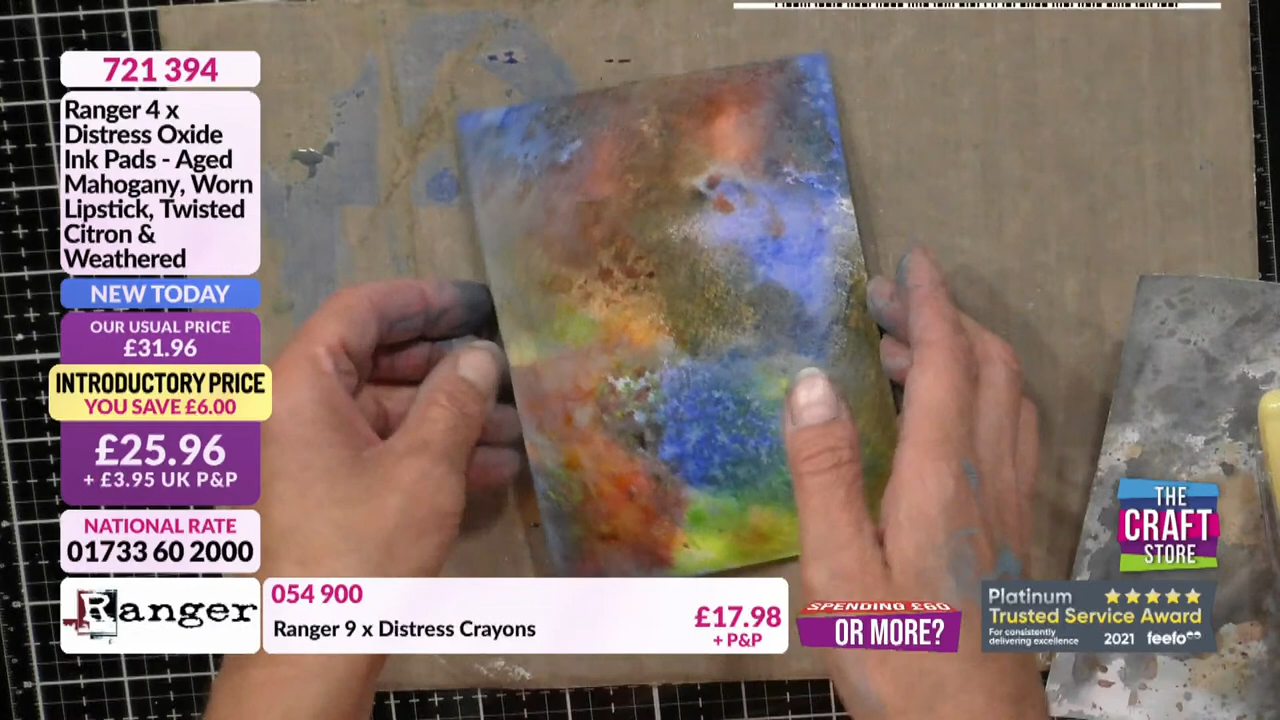 721 394
Ranger 4 x
Distress Oxide
Ink Pads - Aged
Mahogany, Worn
Lipstick, Twisted
Citron &
Weathered
NEW TODAY
OUR USUAL PRICE
£31.96
INTRODUCTORY PRICE
YOU SAVE £6.00
£25.96
+ £3.95 UK P&P
NATIONAL RATE
01733 60 2000
Ranger
054 900
Ranger 9 x Distress Crayons
£17.98
+ P&P
SPENDING £60
OR MORE?
THE
CRAFT
STORE
Platinum
Trusted Service Award
For consistently
delivering excellence
2021 feefo